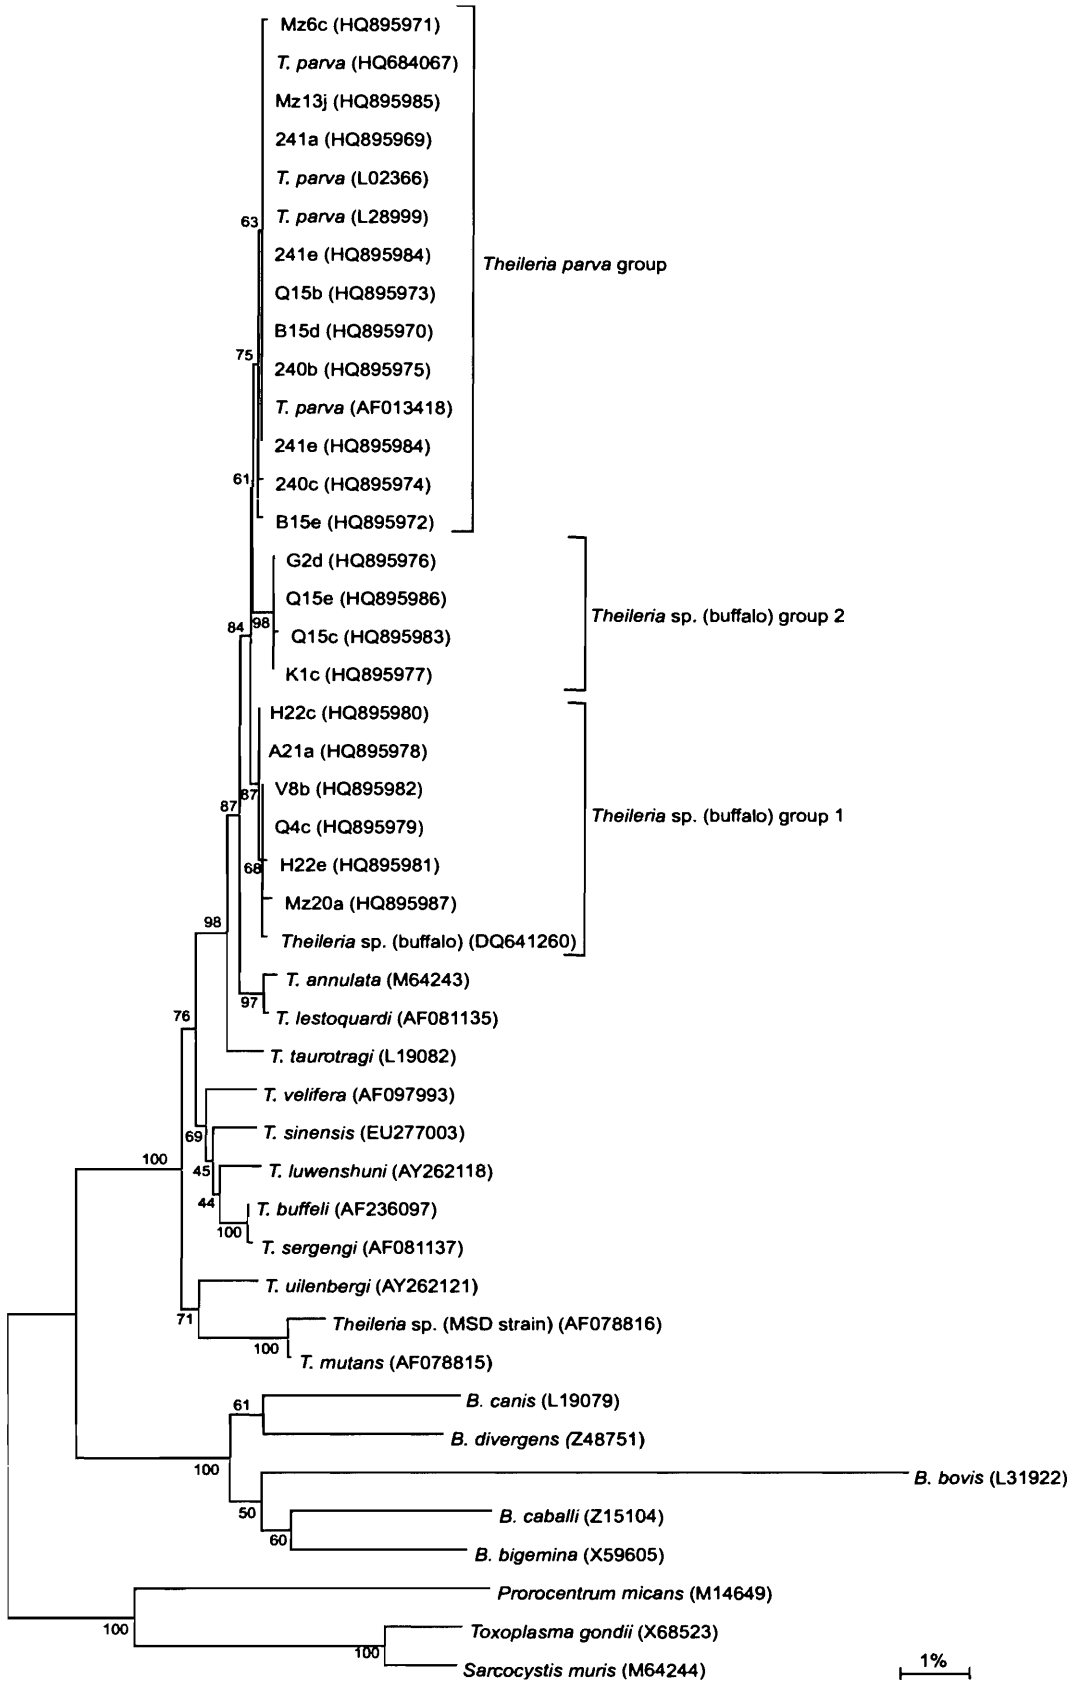 Mz6c (HQ895971)
T. parva (HQ684067)
Mz13j (HQ895985)
241a (HQ895969)
T. parva (L02366)
T. parva (L28999)
63
241e (HQ895984)
Theileria parva group
Q15b (HQ895973)
B15d (HQ895970)
75
240b (HQ895975)
T. parva (AF013418)
241e (HQ895984)
61
240c (HQ895974)
B15e (HQ895972)
G2d (HQ895976)
Q15e (HQ895986)
Theileria sp. (buffalo) group 2
84
98
Q15c (HQ895983)
K1c (HQ895977)
H22c (HQ895980)
A21a (HQ895978)
V8b (HQ895982)
87
87
Theileria sp. (buffalo) group 1
Q4c (HQ895979)
68
H22e (HQ895981)
Mz20a (HQ895987)
98
Theileria sp. (buffalo) (DQ641260)
T. annulata (M64243)
97
76
T. lestoquardi (AF081135)
T. taurotragi (L19082)
T. velifera (AF097993)
69
T. sinensis (EU277003)
100
45
T. luwenshuni (AY262118)
44
T. buffeli (AF236097)
100
T. sergengi (AF081137)
T. uilenbergi (AY262121)
71
Theileria sp. (MSD strain) (AF078816)
100
T. mutans (AF078815)
B. canis (L19079)
61
B. divergens (Z48751)
100
B. bovis (L31922)
50
B. caballi (Z15104)
60
B. bigemina (X59605)
Prorocentrum micans (M14649)
100
Toxoplasma gondii (X68523)
100
Sarcocystis muris (M64244)
1%